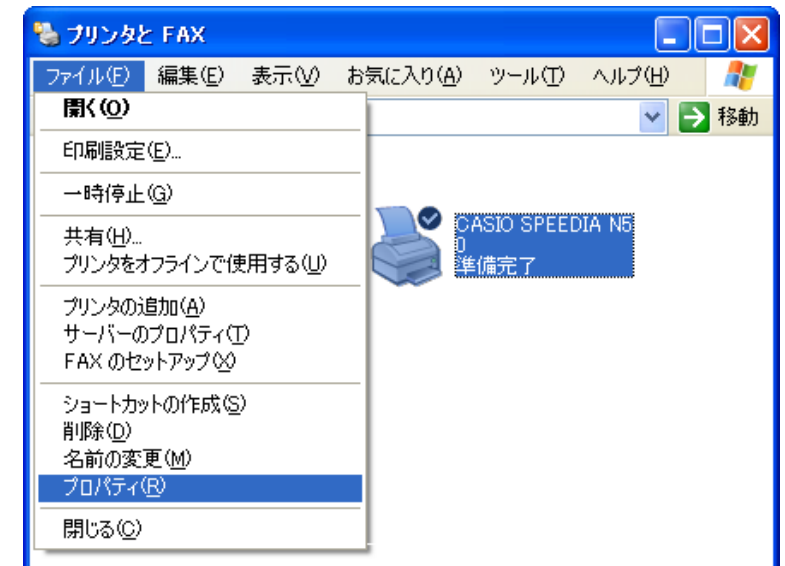 プリンタと FAX
ファイル(F) 編集(E) 表示(V) お気に入り(A) ツール(T) ヘルプ(H)
開く(O)
移動
印刷設定(E)...
一時停止(G)
共有(H)...
プリンタをオフラインで使用する(U)
プリンタの追加(A)
サーバーのプロパティ(T)
FAX のセットアップ(X)
ショートカットの作成(S)
削除(D)
名前の変更(M)
プロパティ(R)
閉じる(C)
CASIO SPEEDIA N5
0
準備完了